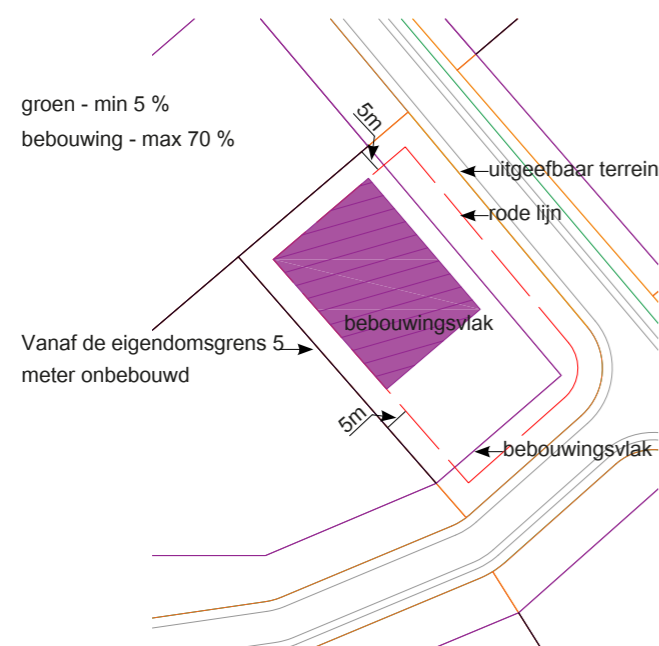 groen - min 5 %
bebouwing - max 70 %
5m
uitgeefbaar terrein
rode lijn
bebouwingsvlak
Vanaf de eigendomsgrens 5
meter onbebouwd
5m
bebouwingsvlak